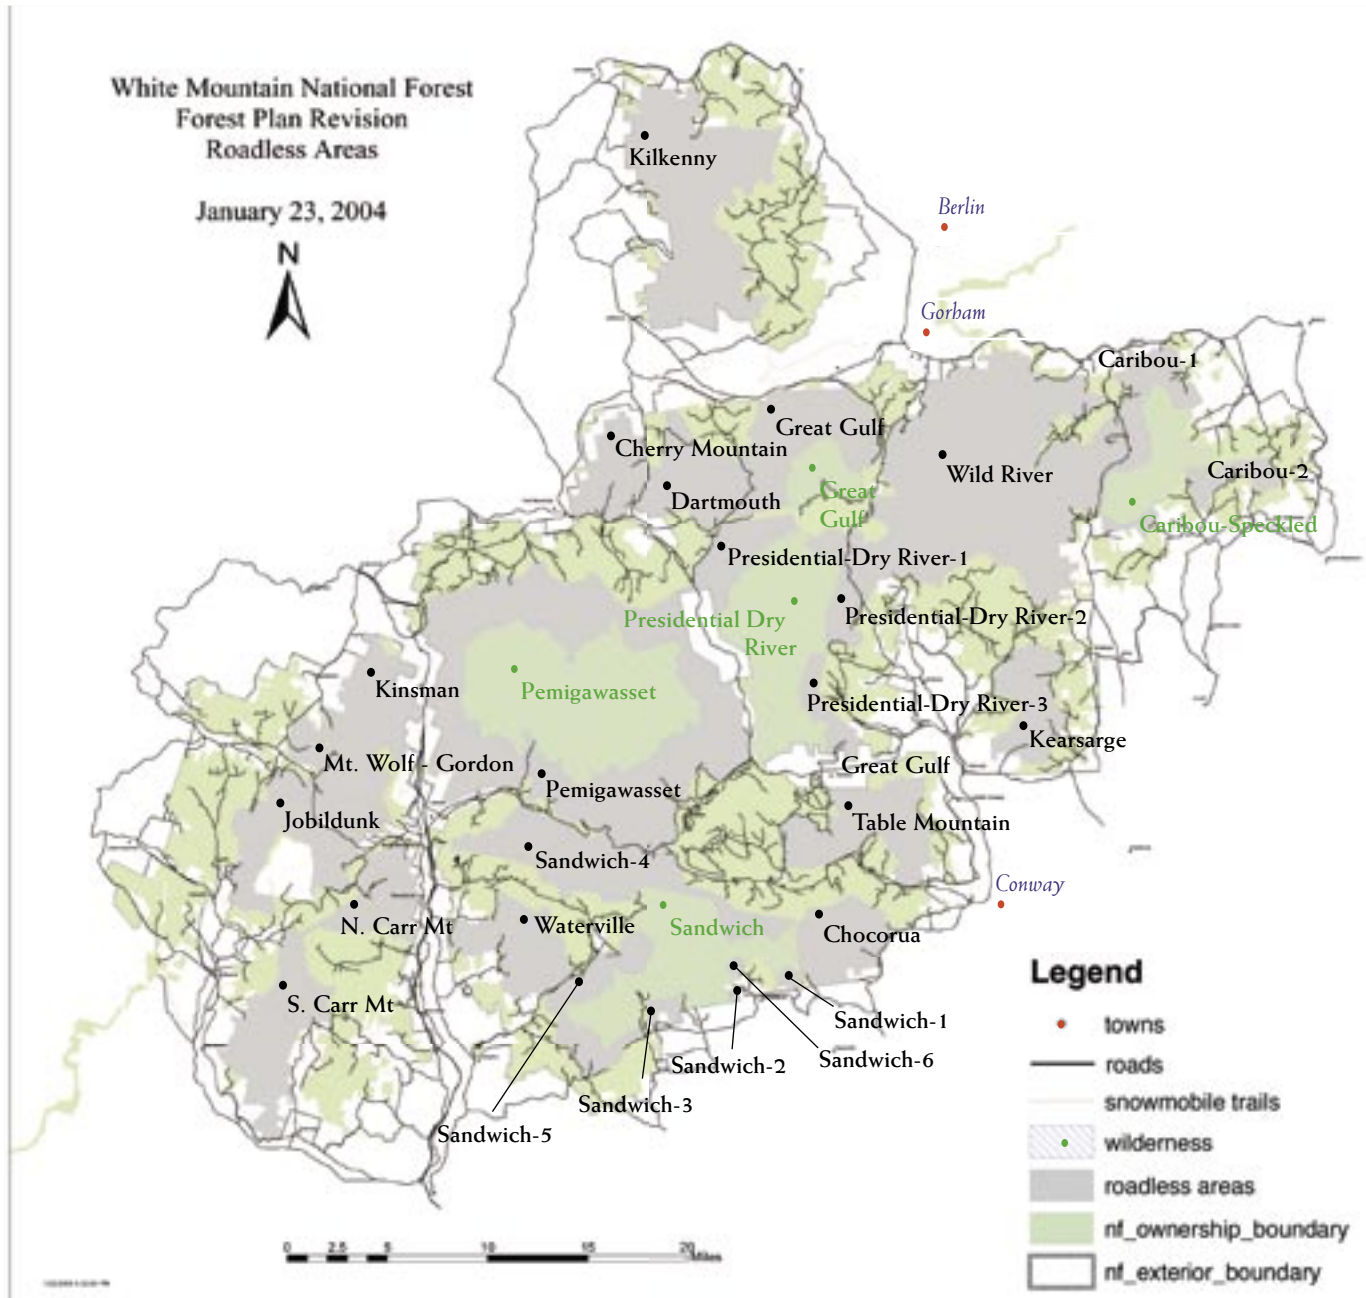 White Mountain National Forest
Forest Plan Revision
Roadless Areas
January 23, 2004
N
Kilkenny
Berlin
Gorham
Caribou-1
Great Gulf
Cherry Mountain
Wild River
Caribou-2
Dartmouth
Great
Gulf
Caribou-Speckled
Presidential-Dry River-1
Presidential Dry
River
Presidential-Dry River-2
Kinsman
Pemigawasset
Presidential-Dry River-3
Kearsarge
Mt. Wolf - Gordon
Great Gulf
Pemigawasset
Jobildunk
Table Mountain
Sandwich-4
Conway
N. Carr Mt
Waterville
Sandwich
Chocorua
S. Carr Mt
Sandwich-1
Sandwich-6
Sandwich-2
Sandwich-3
Sandwich-5
Legend
towns
roads
snowmobile trails
wilderness
roadless areas
nf_ownership_boundary
nf_exterior_boundary
0 2.5 5 10 15 20
Miles